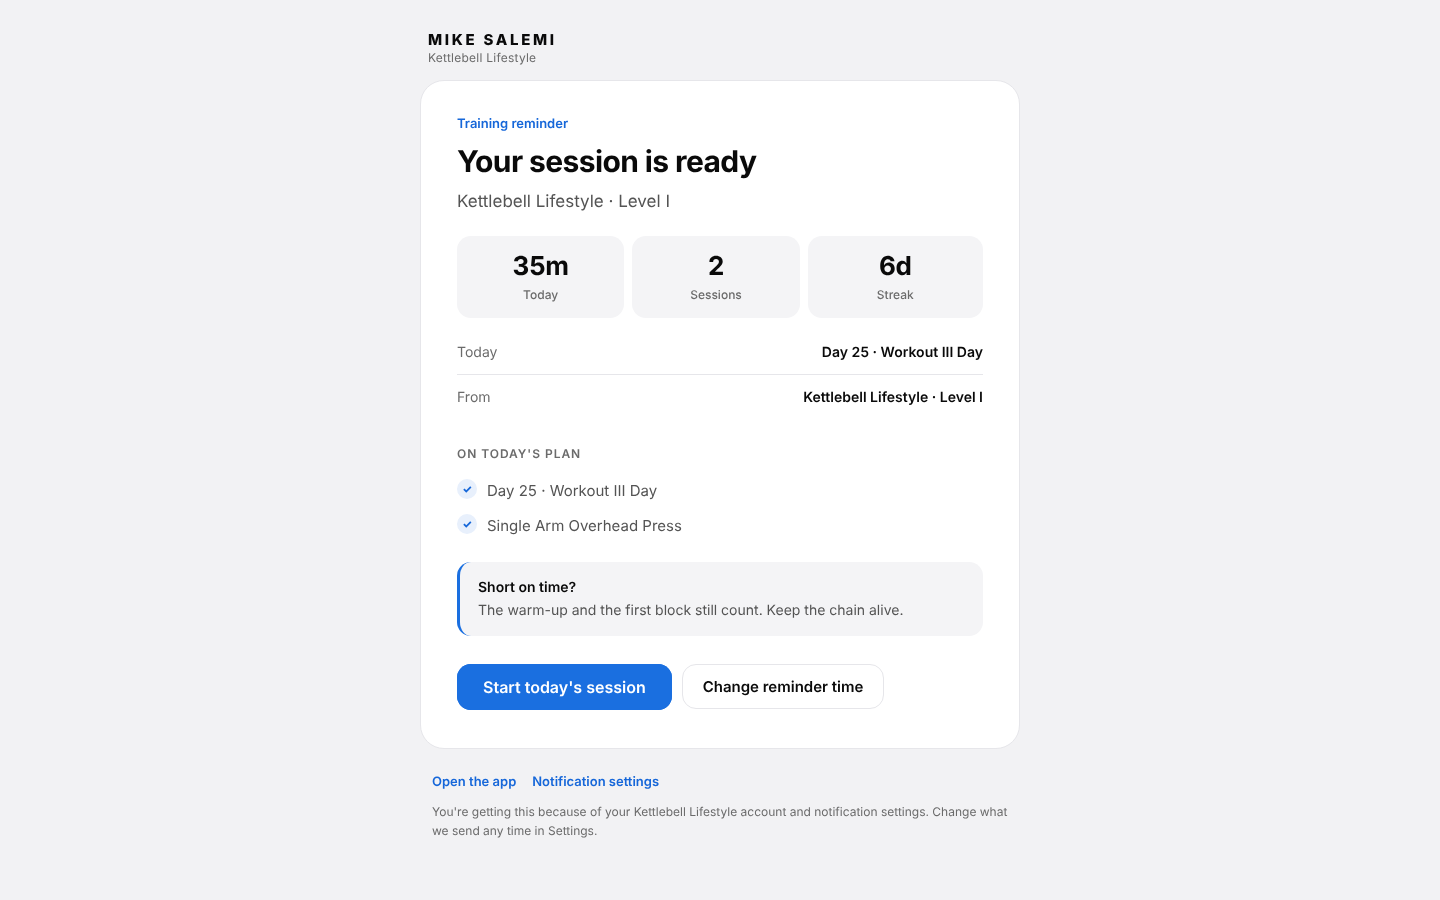 MIKE SALEMI
Kettlebell Lifestyle
Training reminder
Your session is ready
Kettlebell Lifestyle · Level I
35m
Today
2
Sessions
6d
Streak
Today
Day 25 · Workout III Day
From
Kettlebell Lifestyle · Level I
ON TODAY'S PLAN
Day 25 · Workout III Day
Single Arm Overhead Press
Short on time?
The warm-up and the first block still count. Keep the chain alive.
Start today's session
Change reminder time
Open the app
Notification settings
You're getting this because of your Kettlebell Lifestyle account and notification settings. Change what
we send any time in Settings.